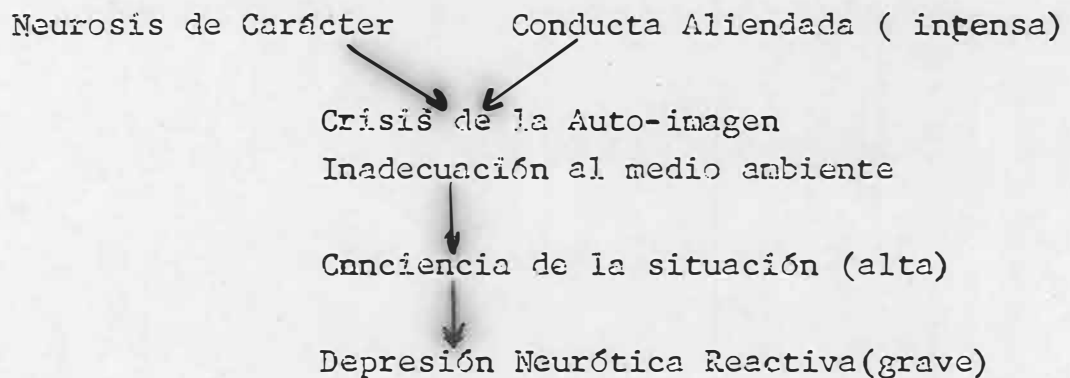 Neurosis de Carácter Conducta Aliendada ( intensa)
Crisis de la Auto-imagen
Inadecuación al medio ambiente
Cnnciencia de la situación (alta)
Depresión Neurótica Reactiva(grave)